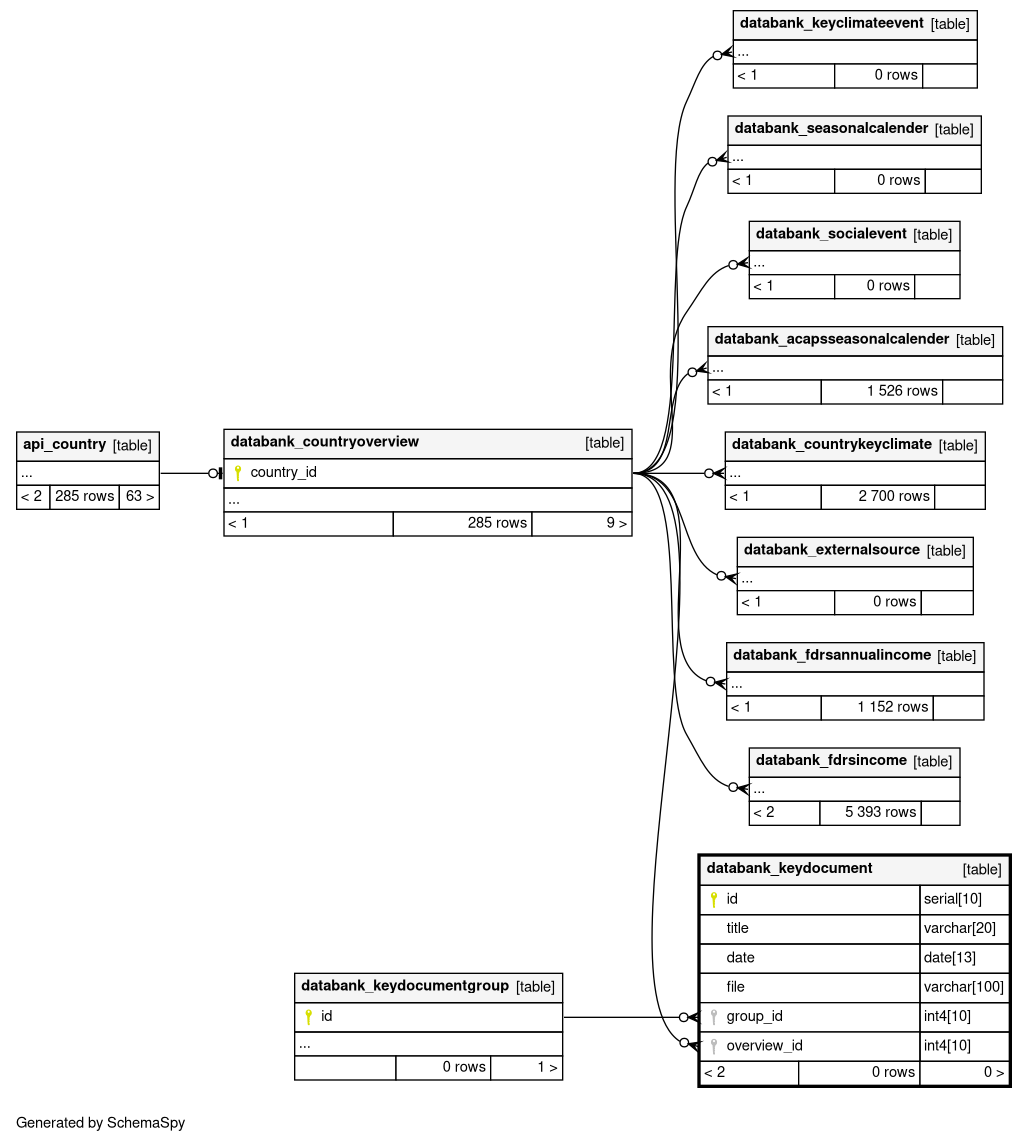 databank_keyclimateevent [table]
...
< 1 0 rows
databank_seasonalcalender [table]
...
< 1 0 rows
databank_socialevent [table]
...
< 1 0 rows
databank_acapsseasonalcalender [table]
...
< 1 1 526 rows
api_country [table]
...
< 2 285 rows 63 >
databank_countryoverview [table]
country_id
...
< 1 285 rows 9 >
databank_countrykeyclimate [table]
...
< 1 2 700 rows
databank_externalsource [table]
...
< 1 0 rows
databank_fdrsannualincome [table]
...
< 1 1 152 rows
databank_fdrsincome [table]
...
< 2 5 393 rows
databank_keydocument [table]
id serial[10]
title varchar[20]
date date[13]
file varchar[100]
group_id int4[10]
overview_id int4[10]
< 2 0 rows 0 >
databank_keydocumentgroup [table]
id
...
0 rows 1 >
Generated by SchemaSpy